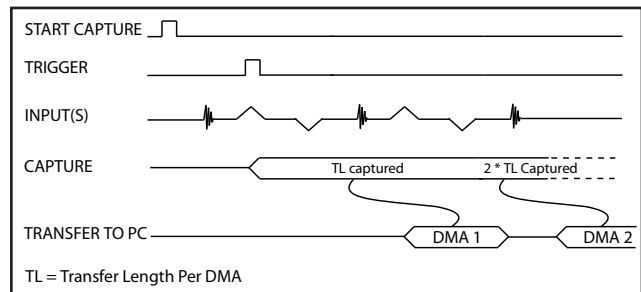 START CAPTURE
TRIGGER
INPUT(S)
CAPTURE
TL captured
2 * TL Captured
TRANSFER TO PC
DMA 1
DMA 2
TL = Transfer Length Per DMA